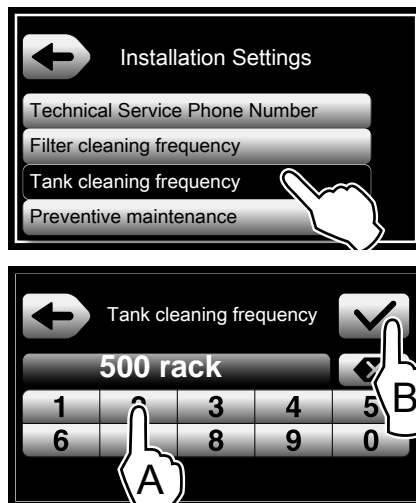 Installation Settings
Technical Service Phone Number
Filter cleaning frequency
Tank cleaning frequency
Preventive maintenance
Tank cleaning frequency
500 rack
1 2 3 4 5
6 8 9 0
A
B